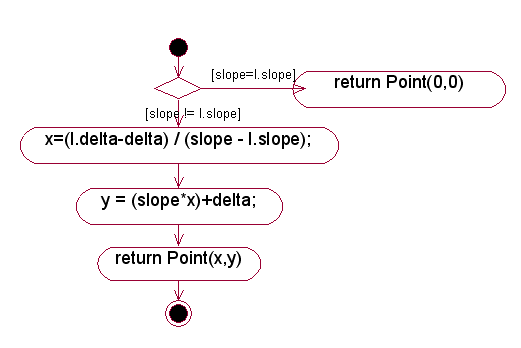 [slope=l.slope]
return Point(0,0)
[slope != l.slope]
x=(l.delta-delta) / (slope - l.slope);
y = (slope*x)+delta;
return Point(x,y)